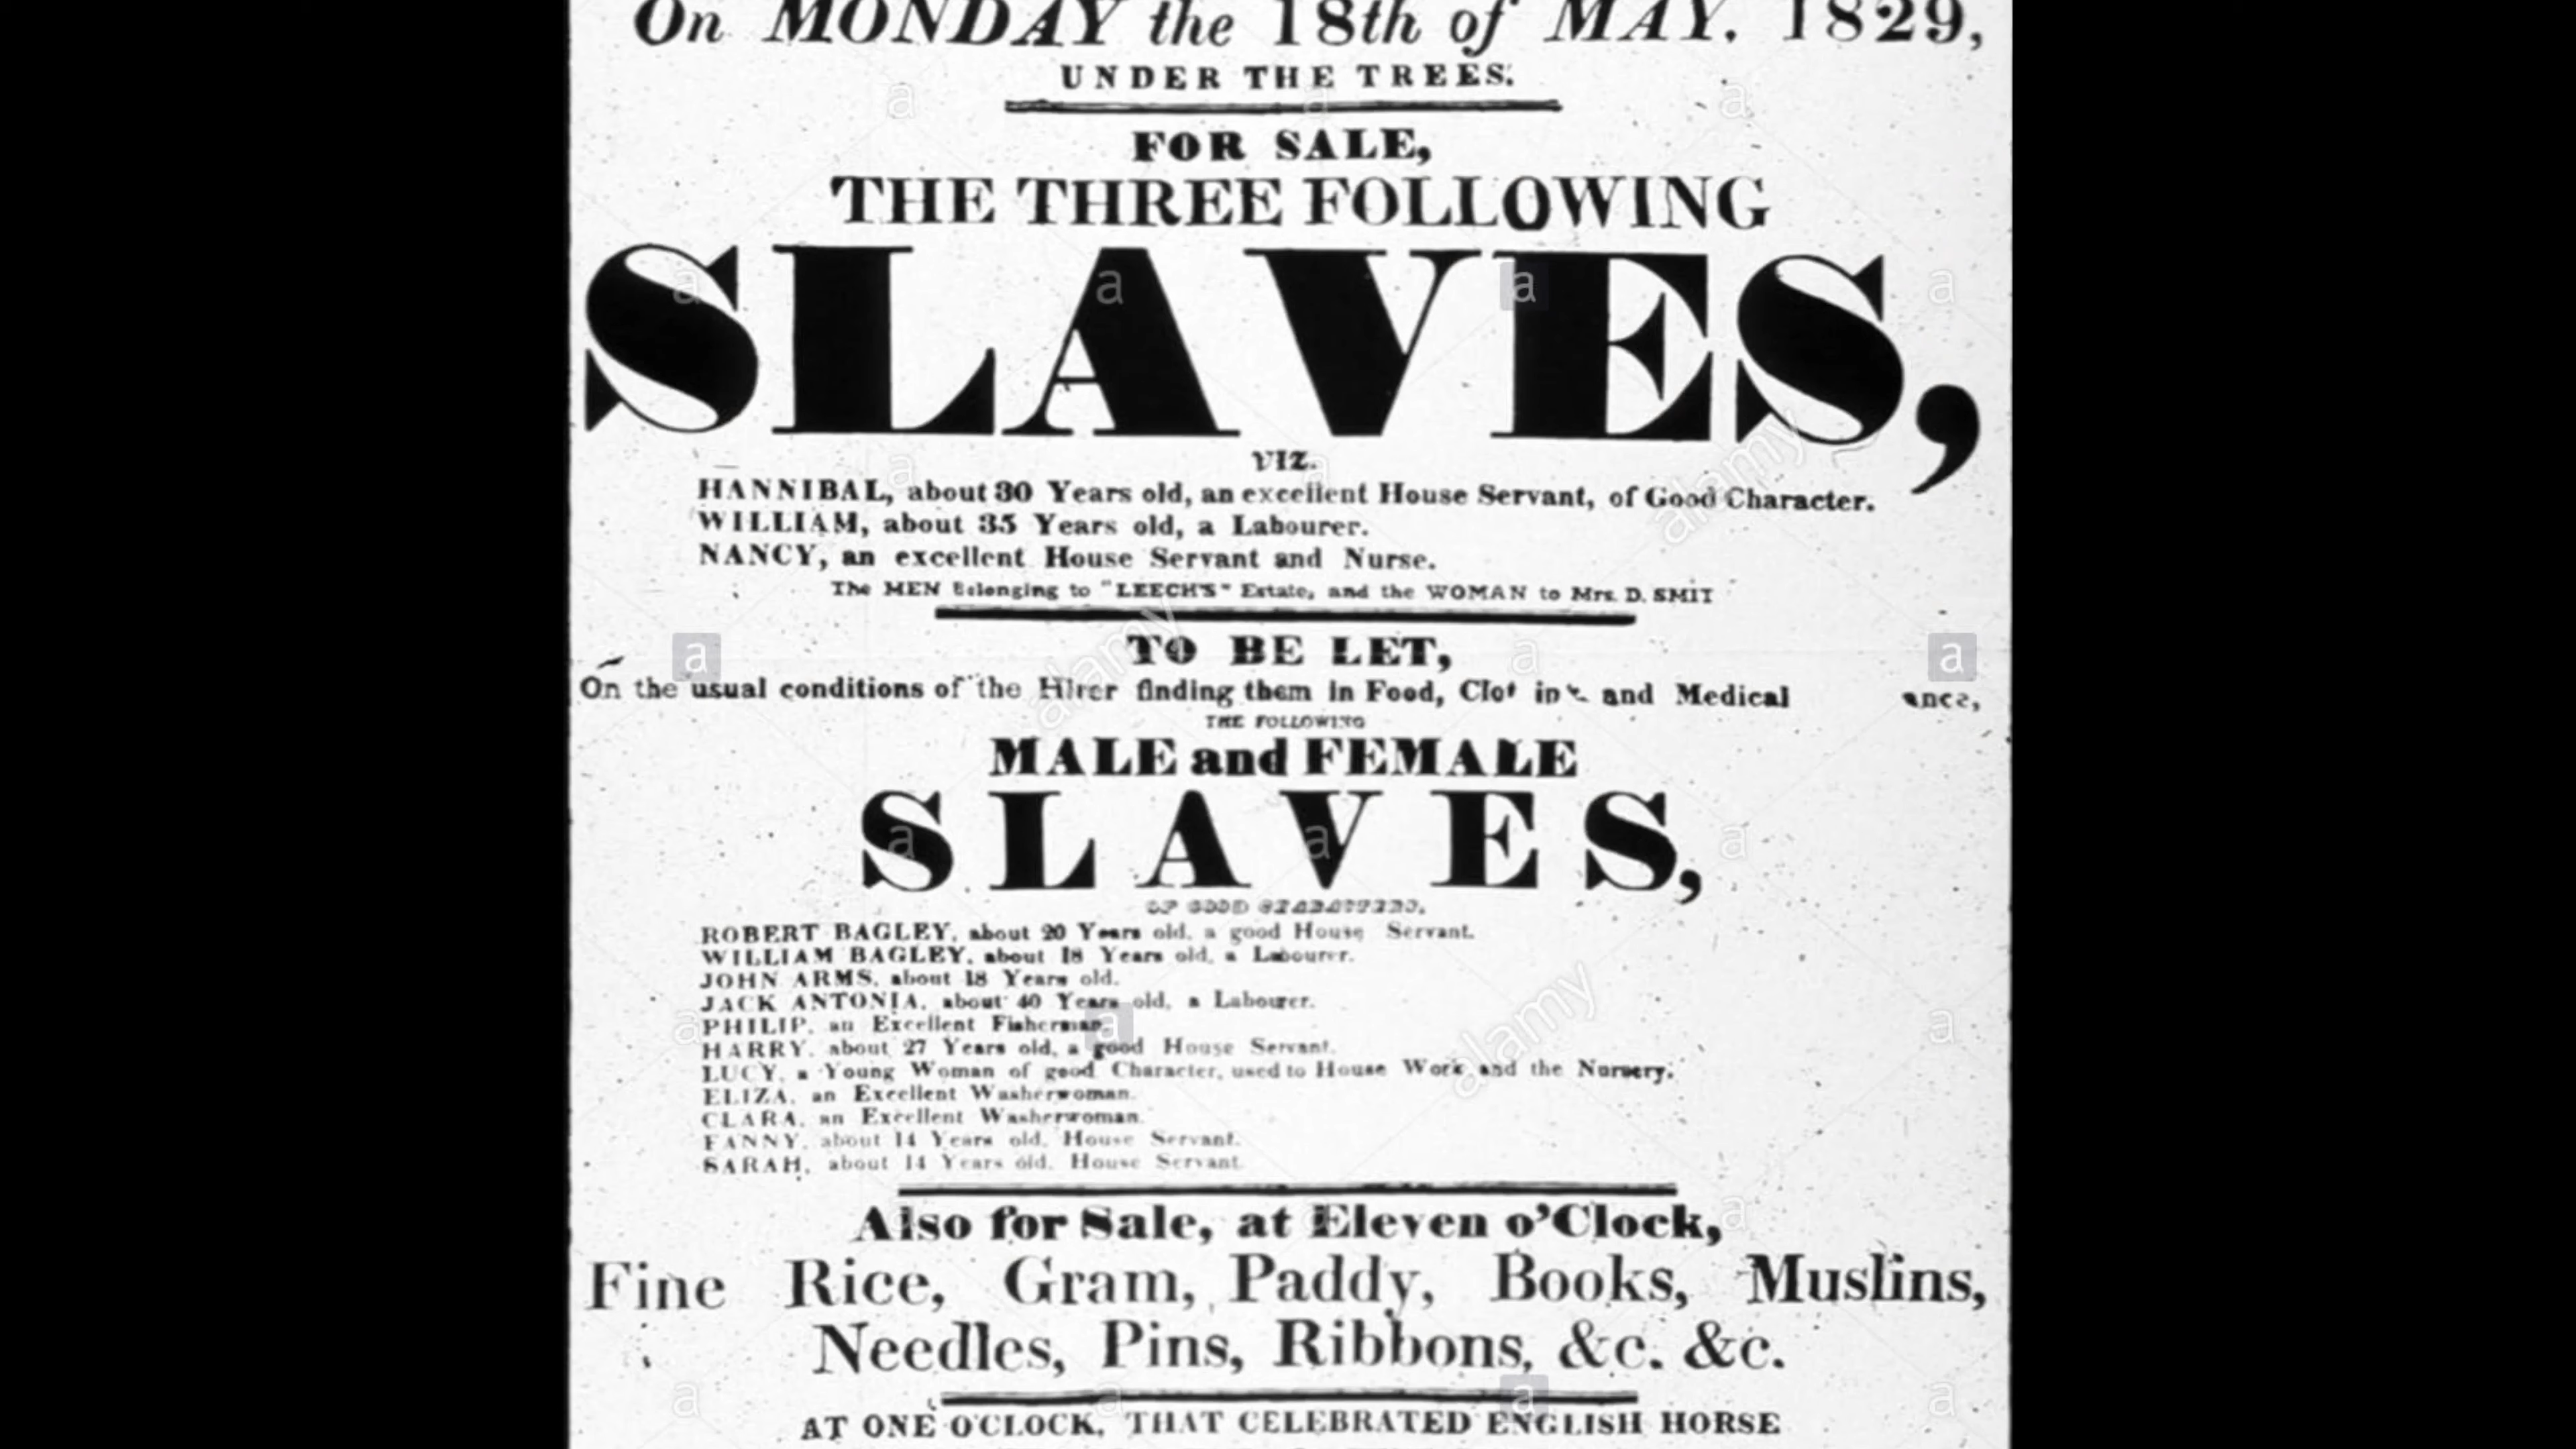 On MONDAY the 18th of MAY. 1829,
UNDER THE TREES.
FOR SALE,
THE THREE FOLLOWING
SLAVES,
VIZ.
HANNIBAL, about 30 Years old, an excellent House Servant, of Good Character.
WILLIAM, about 35 Years old, a Labourer.
NANCY, an excellent House Servant and Nurse.
The MEN Belonging to "LEECH'S" Estate, and the WOMAN to Mrs. D. SMIT
TO BE LET,
On the usual conditions of the Hirer finding them in Food, and Medical
THE FOLLOWING
MALE and FEMALE
SLAVES,
OF GOOD
ROBERT BAGLEY, about 20 Years old, a good House Servant.
WILLIAM BAGLEY, about 18 Years old, a Labourer.
JOHN ARMS, about 18 Years old.
JACK ANTONIA, about 40 Years old, a Labourer.
PHILIP, an Excellent Fisherman.
HARRY, about 27 Years old, a good House Servant.
LUCY, a Young Woman of good Character, used to House Work and the Nursery.
ELIZA, an Excellent Washerwoman.
CLARA, an Excellent Washerwoman.
FANNY, about 14 Years old, House Servant.
SARAH, about 14 Years old, House Servant.
Also for Sale, at Eleven o'Clock,
Fine Rice, Gram, Paddy, Books, Muslins,
Needles, Pins, Ribbons, &c. &c.
AT ONE O'CLOCK, THAT CELEBRATED ENGLISH HORSE
alamy
alamy
alamy